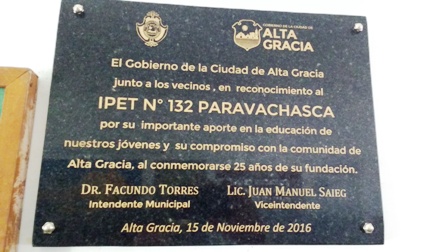 GOBIERNO DE LA CIUDAD DE
ALTA
GRACIA
El Gobierno de la Ciudad de Alta Gracia
junto a los vecinos , en reconocimiento al
IPET N° 132 PARAVACHASCA
por su importante aporte en la educación de
nuestros jóvenes y su compromiso con la comunidad de
Alta Gracia, al conmemorarse 25 años de su fundación.
DR. FACUNDO TORRES LIC. JUAN MANUEL SAIEG
Intendente Municipal Viceintendente
Alta Gracia, 15 de Noviembre de 2016